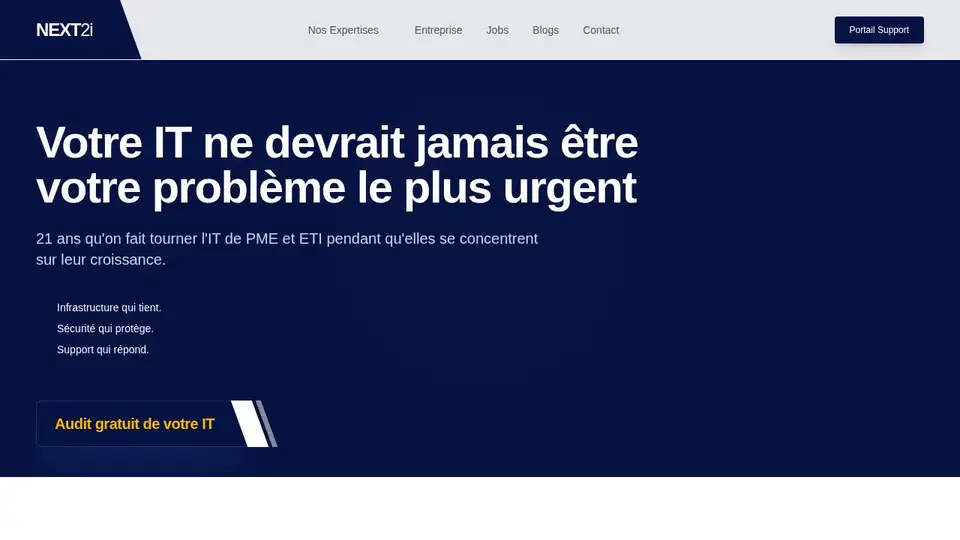 NEXT2i
Nos Expertises
Entreprise
Jobs
Blogs
Contact
Portail Support
Votre IT ne devrait jamais être
votre problème le plus urgent
21 ans qu'on fait tourner l'IT de PME et ETI pendant qu'elles se concentrent
sur leur croissance.
Infrastructure qui tient.
Sécurité qui protège.
Support qui répond.
Audit gratuit de votre IT